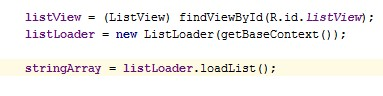 listView = (ListView) findViewById(R.id.listView);
listLoader = new ListLoader(getBaseContext());
stringArray = listLoader.loadList();